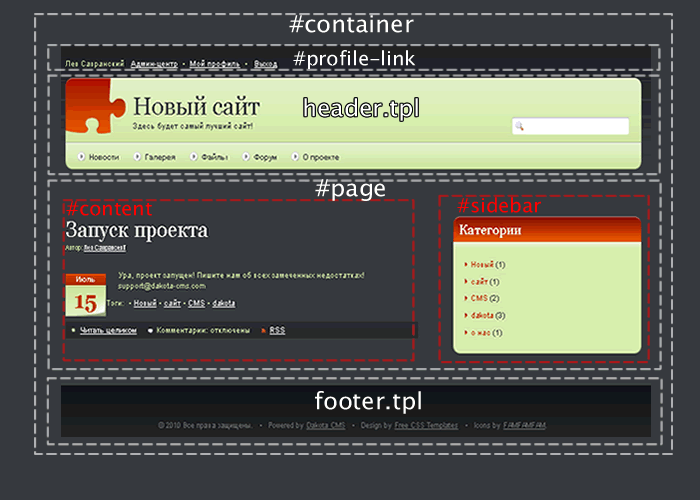 #container
Лев Савранский Админ-центр • Мой профиль • Выход
#profile-link
Новый сайт
Здесь будет самый лучший сайт!
header.tpl
Новости Галерея Файлы Форум О проекте
#page
#content
Запуск проекта
Автор: Лев Савранский
Июль
15
Ура, проект запущен! Пишите нам об всех замеченных недостатках!
support@dakota-cms.com
Теги: • Новый • сайт • CMS • dakota
Читать целиком Комментарии: отключены RSS
#sidebar
Категории
Новый (1)
сайт (1)
CMS (2)
dakota (3)
о нас (1)
footer.tpl
© 2010 Все права защищены. • Powered by Dakota CMS • Design by Free CSS Templates • Icons by FAMFAMFAM.